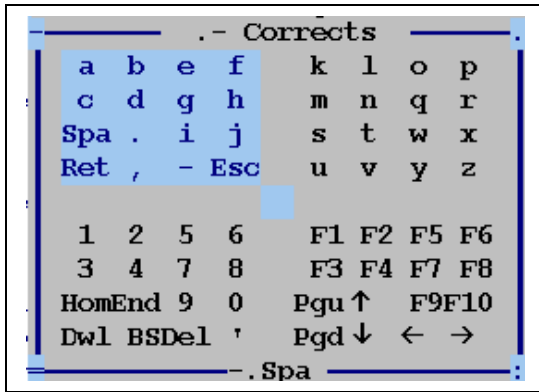 .- Corrects
a b e f k l o p
c d g h m n q r
Spa . i j s t w x
Ret , - Esc u v y z
1 2 5 6 F1 F2 F5 F6
3 4 7 8 F3 F4 F7 F8
HomEnd 9 0 Pgu ↑ F9F10
Dwl BSDel ' Pgd ↓ ← →
-.Spa